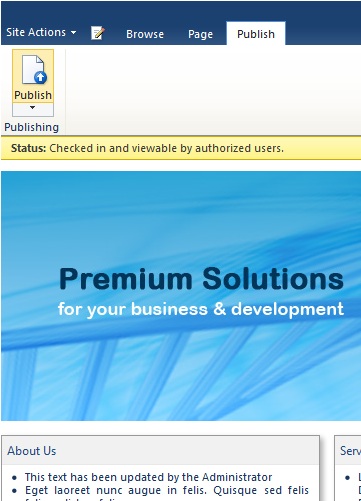 Site Actions Browse Page Publish
Publish
Publishing
Status: Checked in and viewable by authorized users.
Premium Solutions
for your business & development
About Us
Serv
This text has been updated by the Administrator
Eget laoreet nunc augue in felis. Quisque sed felis